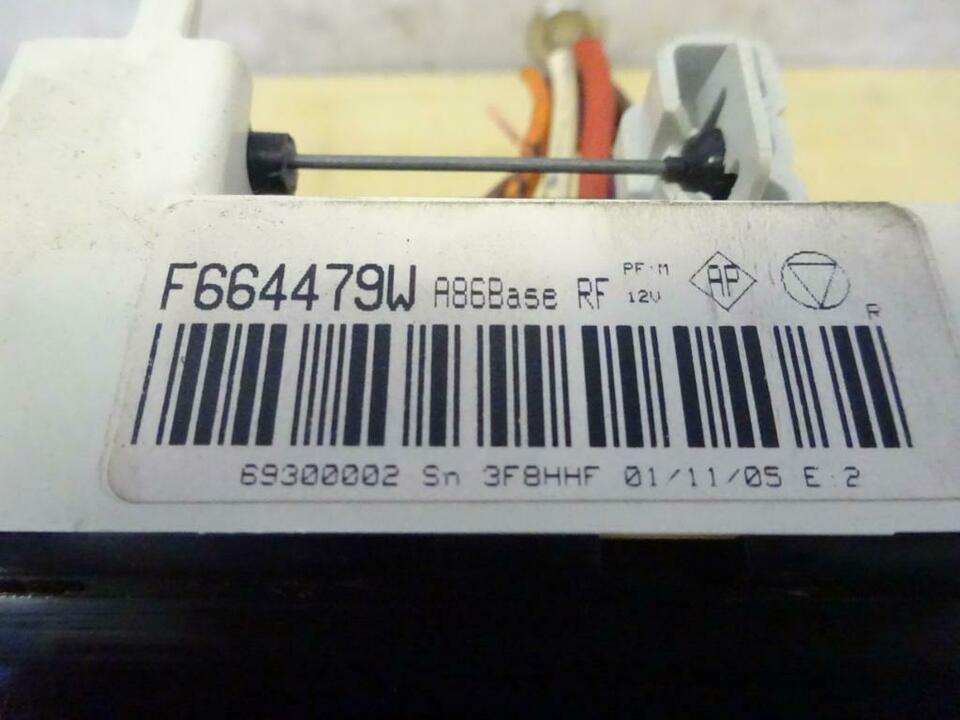 F664479W A86Base RF PF:M 12V AP
R
69300002 Sn 3F8HHF 01/11/05 E:2